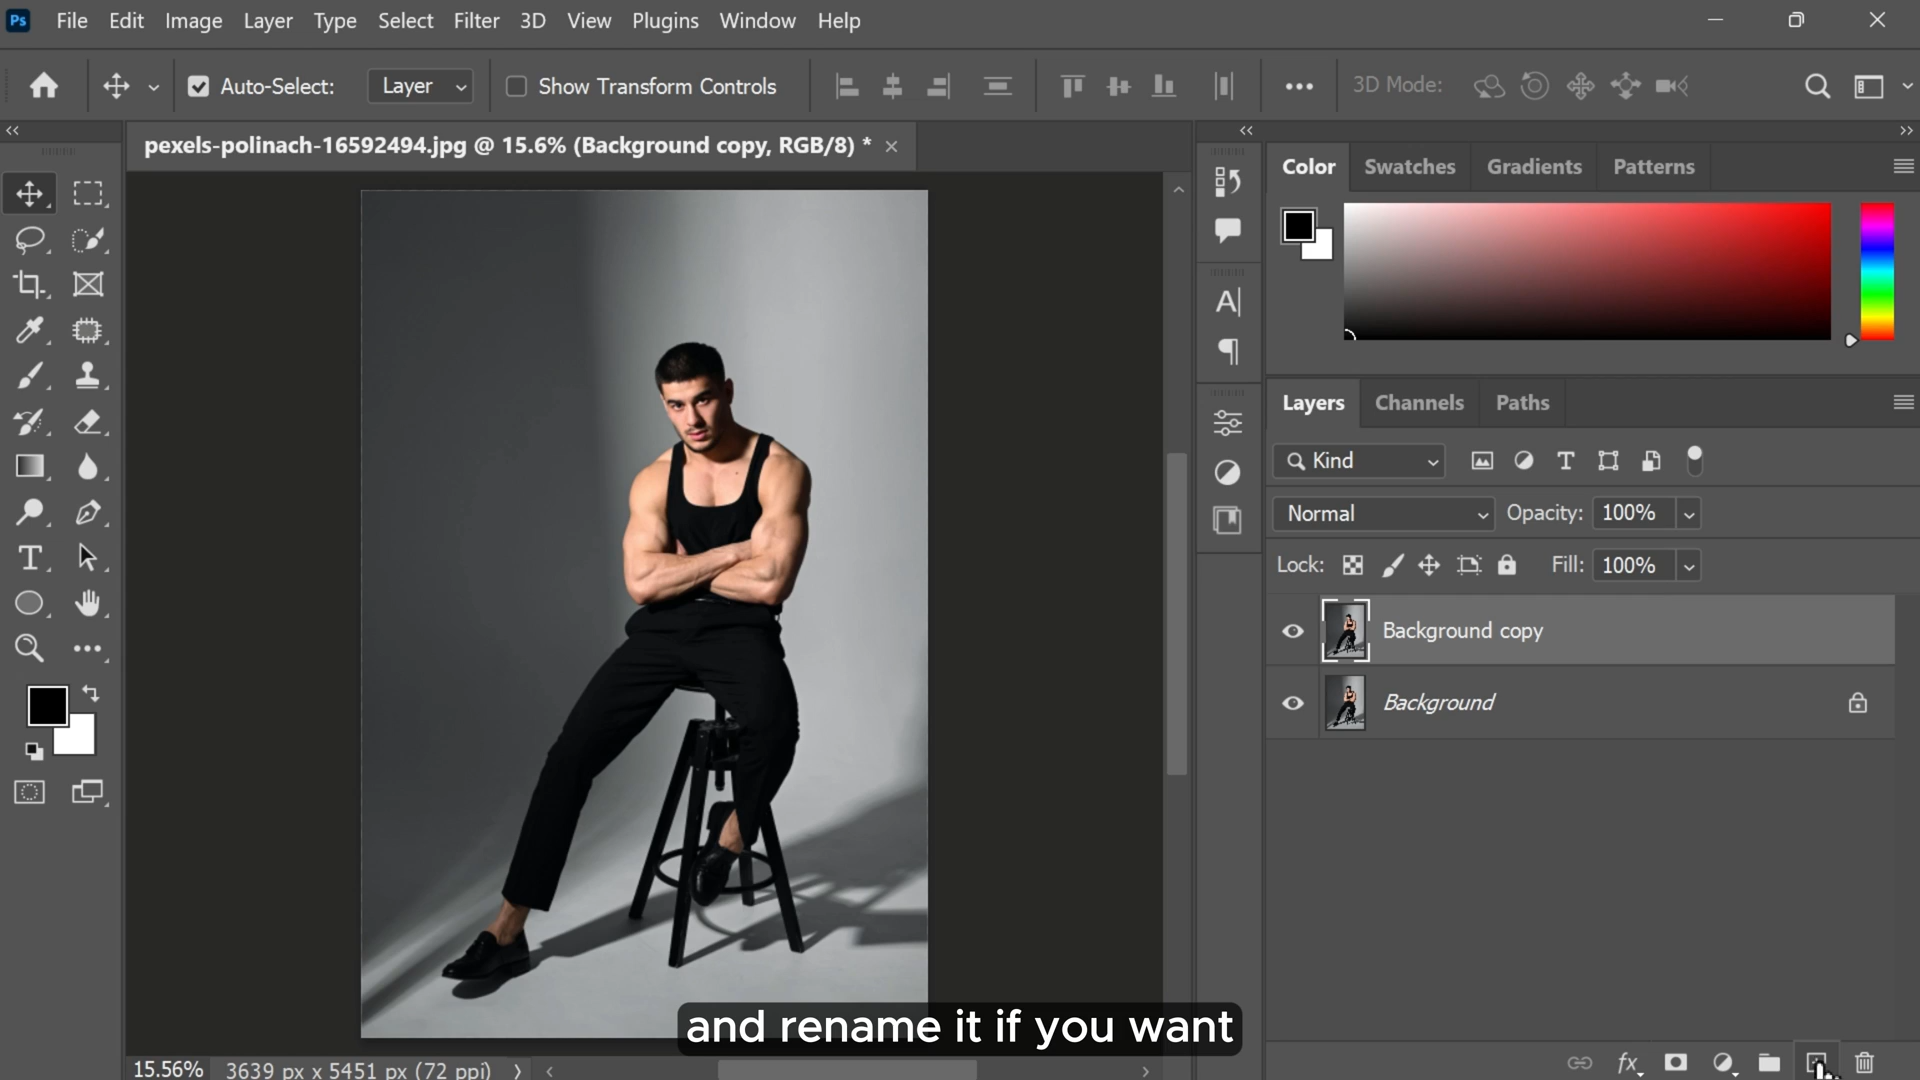 Ps File Edit Image Layer Type Select Filter 3D View Plugins Window Help
Auto-Select: Layer Show Transform Controls 3D Mode:
pexels-polinach-16592494.jpg @ 15.6% (Background copy, RGB/8) *
Color Swatches Gradients Patterns
Layers Channels Paths
Kind
Normal Opacity: 100%
Lock: Fill: 100%
Background copy
Background
and rename it if you want
15.56% 3639 px x 5451 px (72 ppi)
fx